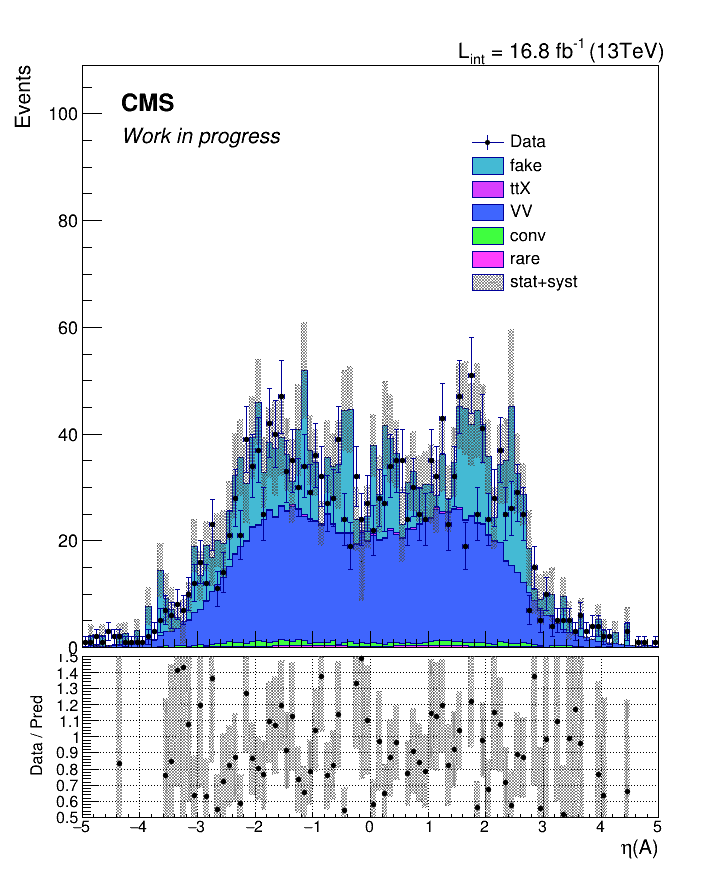 L_int = 16.8 fb^-1 (13TeV)
Events
CMS
Work in progress
Data
fake
ttX
VV
conv
rare
stat+syst
100
80
60
40
20
0
1.5
1.4
1.3
1.2
1.1
1
0.9
0.8
0.7
0.6
0.5
Data / Pred
−5 −4 −3 −2 −1 0 1 2 3 4 5
η(A)